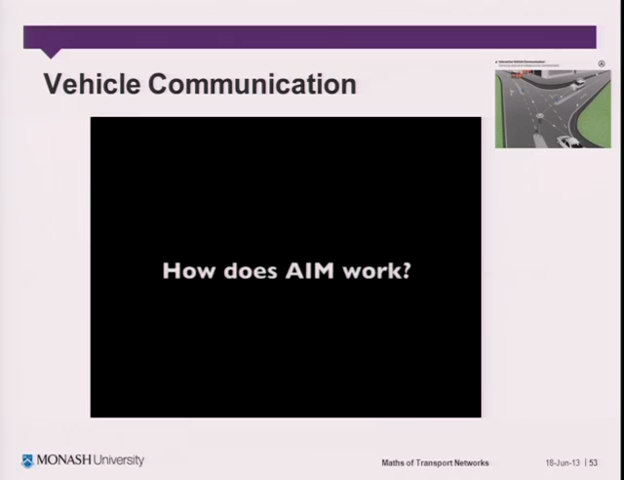 Vehicle Communication
How does AIM work?
MONASH University
Maths of Transport Networks
18-Jun-13 | 53